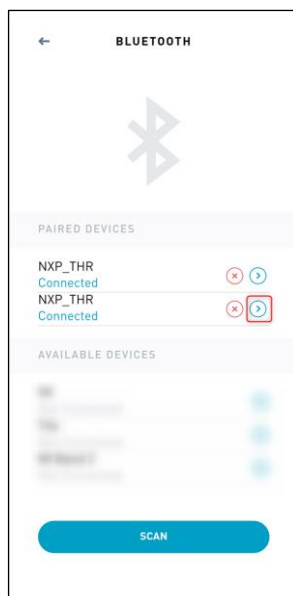 BLUETOOTH
PAIRED DEVICES
NXP_THR
Connected
NXP_THR
Connected
AVAILABLE DEVICES
SCAN